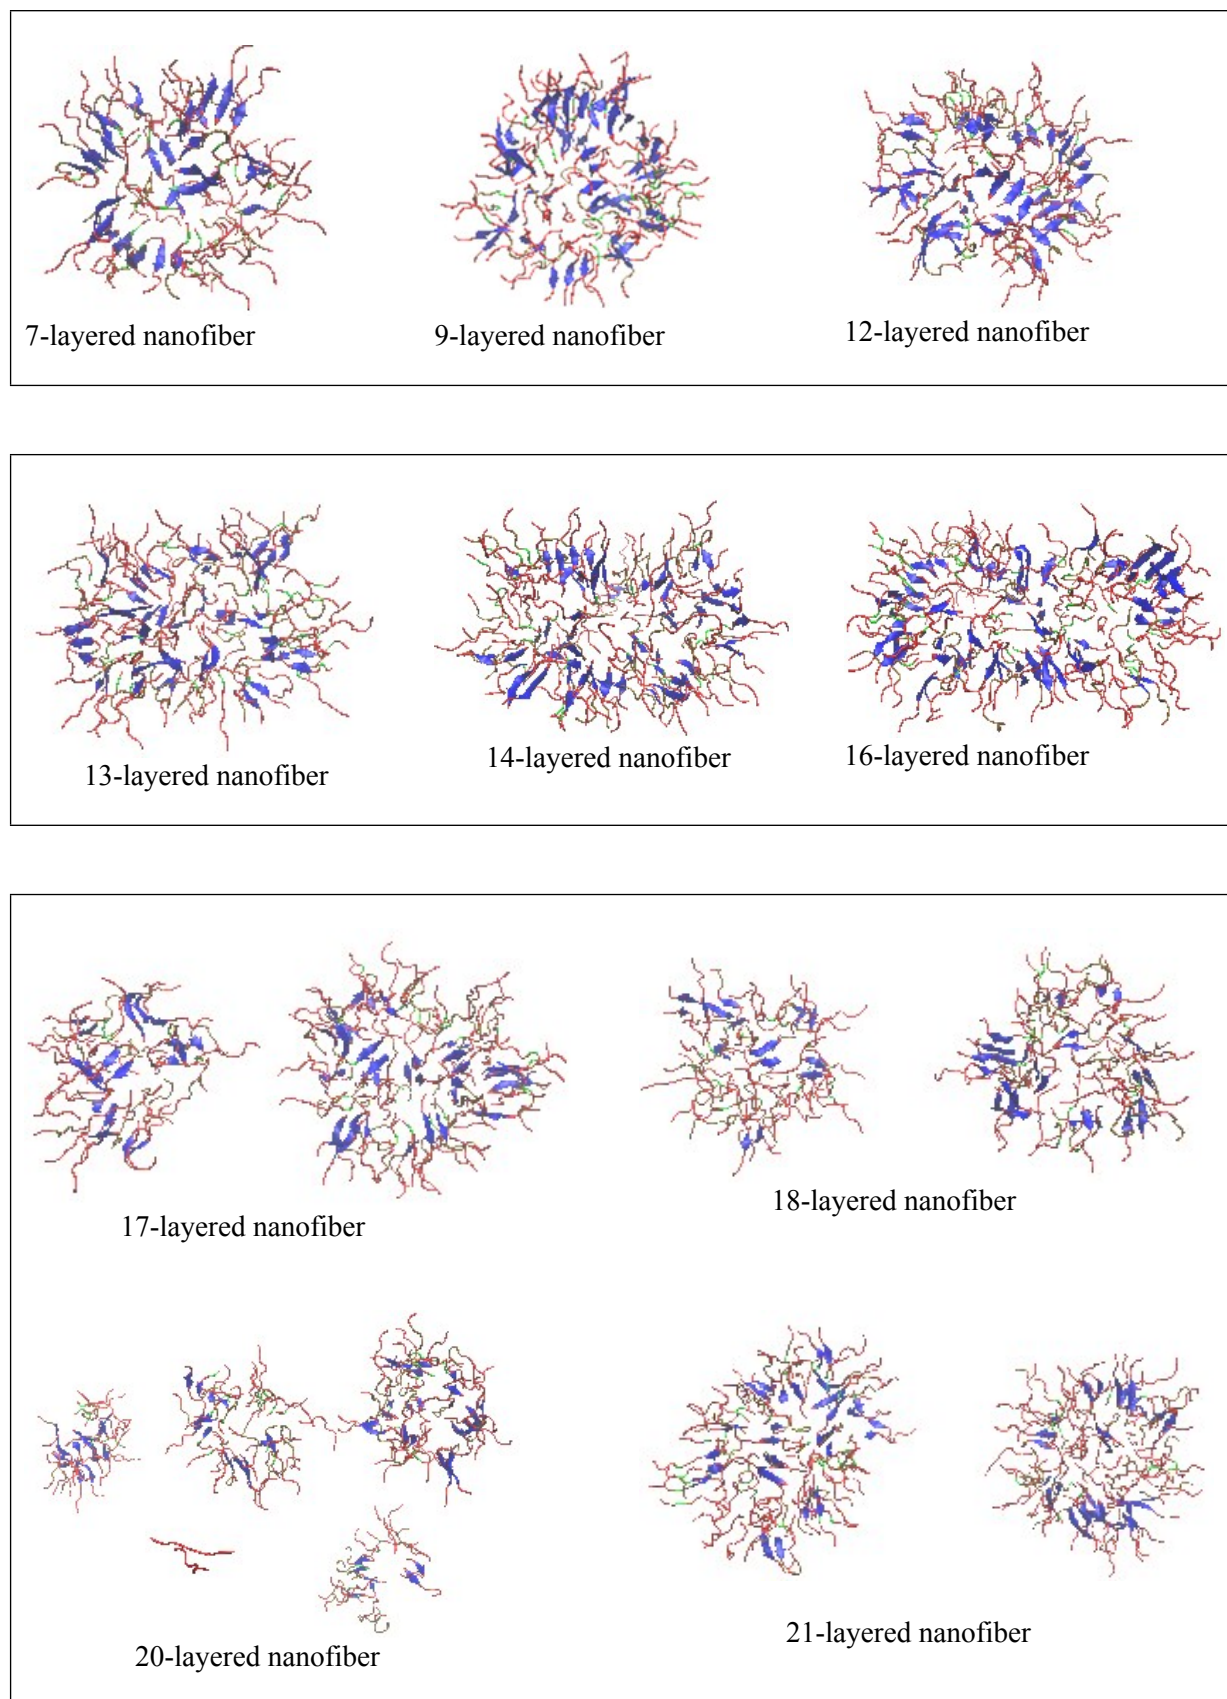 7-layered nanofiber
9-layered nanofiber
12-layered nanofiber
13-layered nanofiber
14-layered nanofiber
16-layered nanofiber
17-layered nanofiber
18-layered nanofiber
20-layered nanofiber
21-layered nanofiber